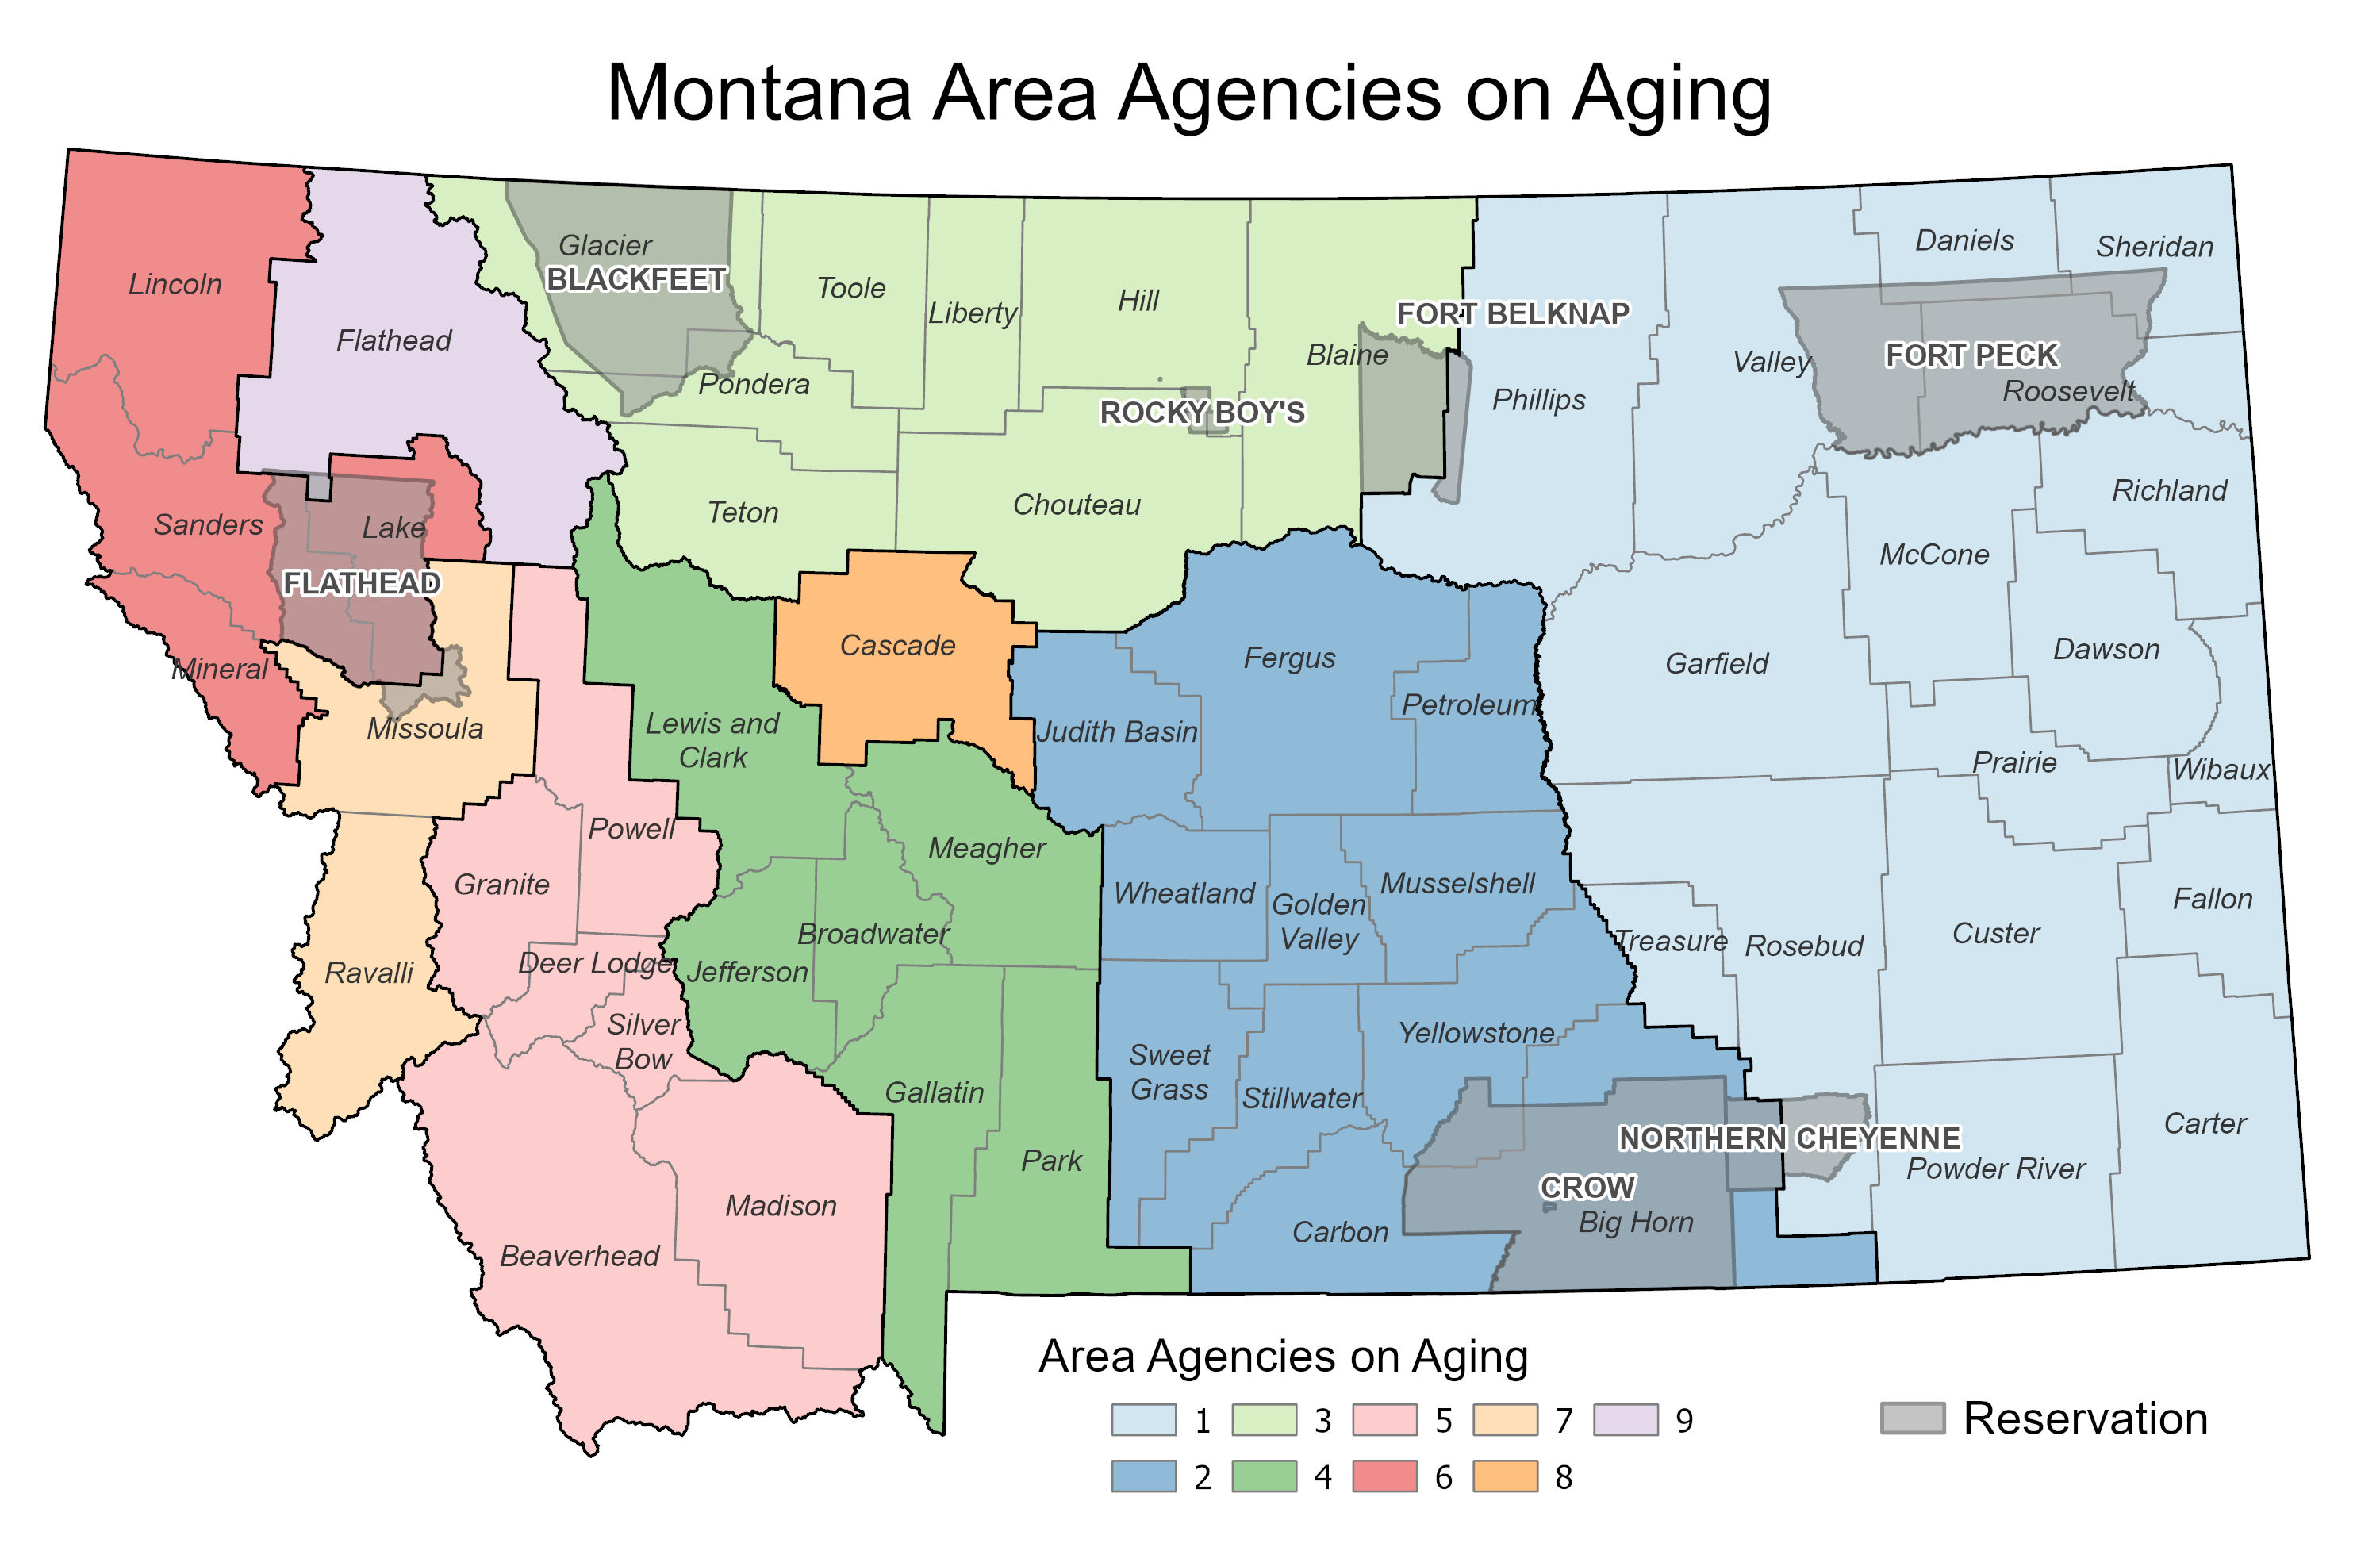 Montana Area Agencies on Aging
Lincoln
Flathead
Glacier
BLACKFEET
Toole
Liberty
Hill
Blaine
FORT BELKNAP
Phillips
Valley
Daniels
Sheridan
FORT PECK
Roosevelt
Pondera
ROCKY BOY'S
Sanders
Lake
FLATHEAD
Teton
Chouteau
Richland
McCone
Mineral
Missoula
Cascade
Lewis and
Clark
Judith Basin
Fergus
Petroleum
Garfield
Dawson
Prairie
Wibaux
Powell
Granite
Meagher
Wheatland
Golden
Valley
Musselshell
Treasure
Rosebud
Custer
Fallon
Ravalli
Deer Lodge
Jefferson
Broadwater
Silver
Bow
Gallatin
Park
Sweet
Grass
Stillwater
Yellowstone
NORTHERN CHEYENNE
Powder River
Carter
Beaverhead
Madison
Carbon
CROW
Big Horn
Area Agencies on Aging
1 3 5 7 9
2 4 6 8
Reservation